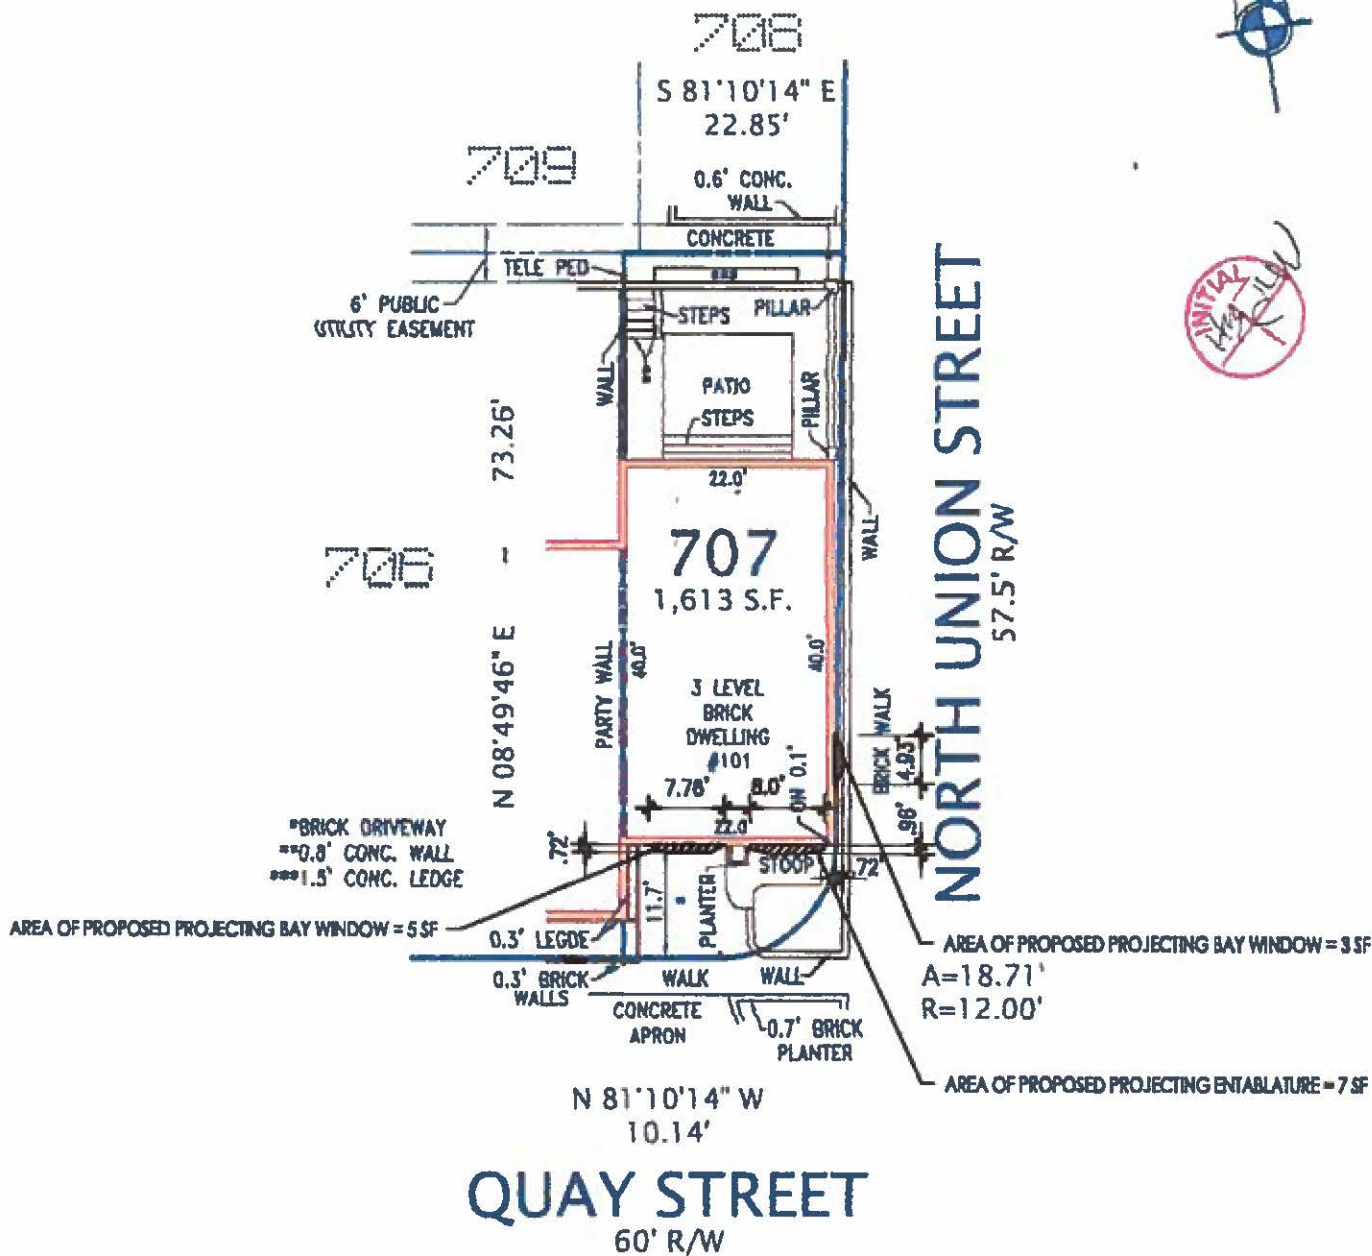 708
S 81°10'14" E
22.85'
709
0.6' CONC.
WALL
CONCRETE
TELE PED
***
6' PUBLIC
UTILITY EASEMENT
STEPS
PILLAR
INITIAL
WALL
**
PATIO
STEPS
PILLAR
73.26'
22.0'
WALL
NORTH UNION STREET
57.5' R/W
706
-
707
1,613 S.F.
N 08°49'46" E
PARTY WALL
40.0'
40.0'
3 LEVEL
BRICK
DWELLING
#101
ON 0.1'
BRICK WALK
4.93'
.96'
7.78'
8.0'
22.0'
*BRICK DRIVEWAY
**0.8' CONC. WALL
***1.5' CONC. LEDGE
.72'
STOOP
.72'
11.7'
*
PLANTER
AREA OF PROPOSED PROJECTING BAY WINDOW = 5 SF
0.3' LEGDE
AREA OF PROPOSED PROJECTING BAY WINDOW = 3 SF
A=18.71'
R=12.00'
0.3' BRICK
WALLS
WALK
WALL
CONCRETE
APRON
0.7' BRICK
PLANTER
AREA OF PROPOSED PROJECTING ENTABLATURE = 7 SF
N 81°10'14" W
10.14'
QUAY STREET
60' R/W